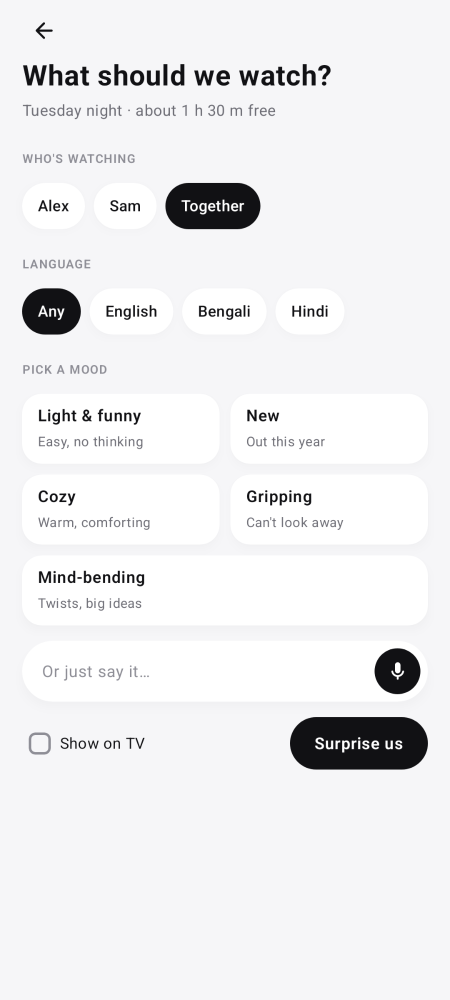 What should we watch?
Tuesday night · about 1 h 30 m free
WHO'S WATCHING
Alex
Sam
Together
LANGUAGE
Any
English
Bengali
Hindi
PICK A MOOD
Light & funny
Easy, no thinking
New
Out this year
Cozy
Warm, comforting
Gripping
Can't look away
Mind-bending
Twists, big ideas
Or just say it…
Show on TV
Surprise us